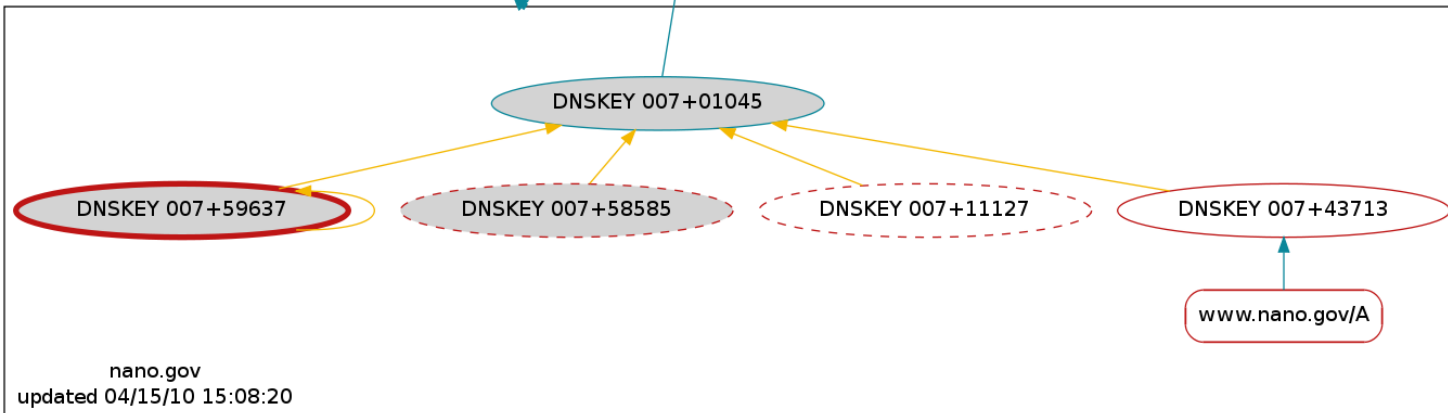 DNSKEY 007+01045
DNSKEY 007+59637
DNSKEY 007+58585
DNSKEY 007+11127
DNSKEY 007+43713
www.nano.gov/A
nano.gov
updated 04/15/10 15:08:20